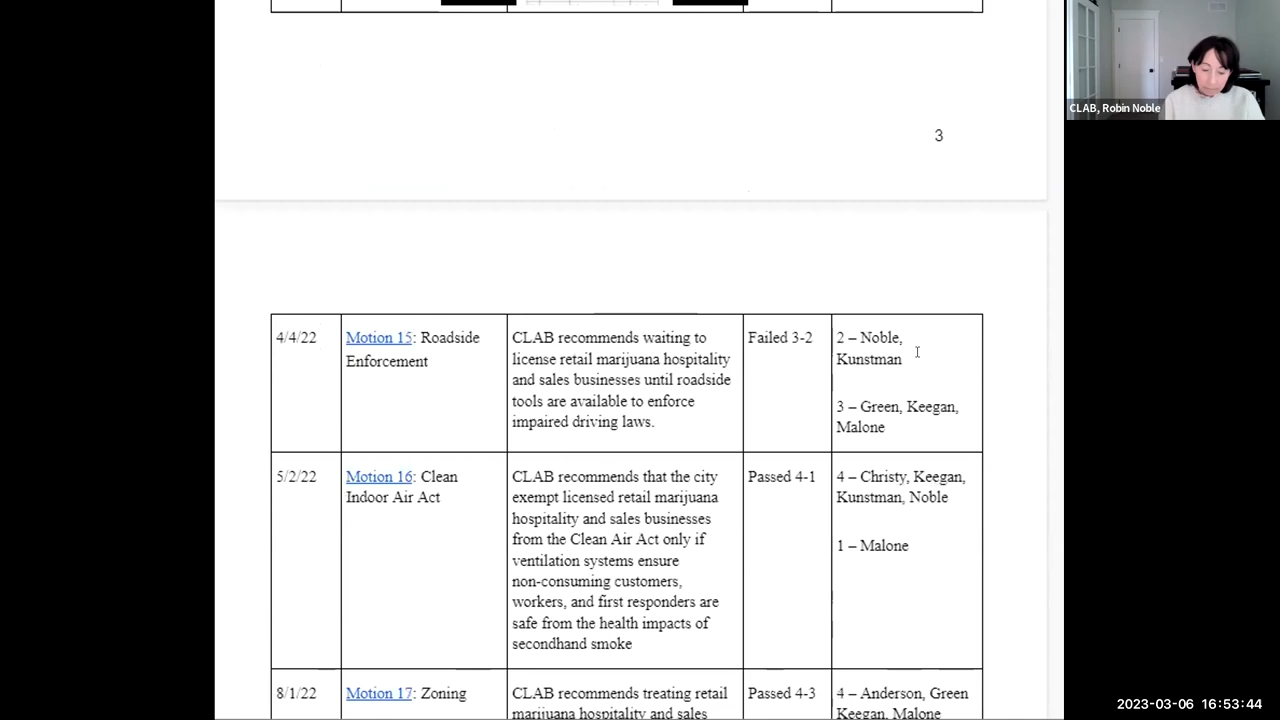 CLAB, Robin Noble
3
4/4/22
Motion 15: Roadside
Enforcement
CLAB recommends waiting to
license retail marijuana hospitality
and sales businesses until roadside
tools are available to enforce
impaired driving laws.
Failed 3-2
2 – Noble,
Kunstman
3 – Green, Keegan,
Malone
5/2/22
Motion 16: Clean
Indoor Air Act
CLAB recommends that the city
exempt licensed retail marijuana
hospitality and sales businesses
from the Clean Air Act only if
ventilation systems ensure
non-consuming customers,
workers, and first responders are
safe from the health impacts of
secondhand smoke
Passed 4-1
4 – Christy, Keegan,
Kunstman, Noble
1 – Malone
8/1/22
Motion 17: Zoning
CLAB recommends treating retail
marijuana hospitality and sales
Passed 4-3
4 – Anderson, Green
Keegan, Malone
2023-03-06 16:53:44